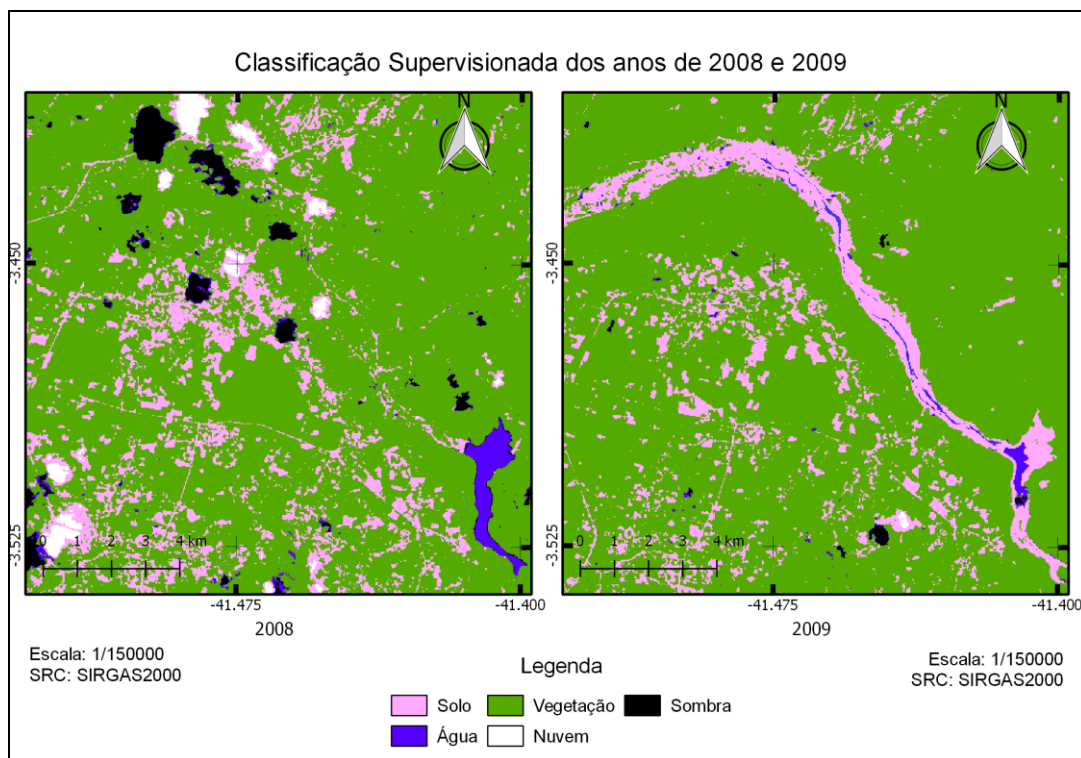 Classificação Supervisionada dos anos de 2008 e 2009
N
N
-3.450
-3.450
0 1 2 3 4 km
0 1 2 3 4 km
-3.525
-3.525
-41.475
-41.400
-41.475
-41.400
2008
2009
Escala: 1/150000
SRC: SIRGAS2000
Escala: 1/150000
SRC: SIRGAS2000
Legenda
Solo Vegetação Sombra
Água Nuvem